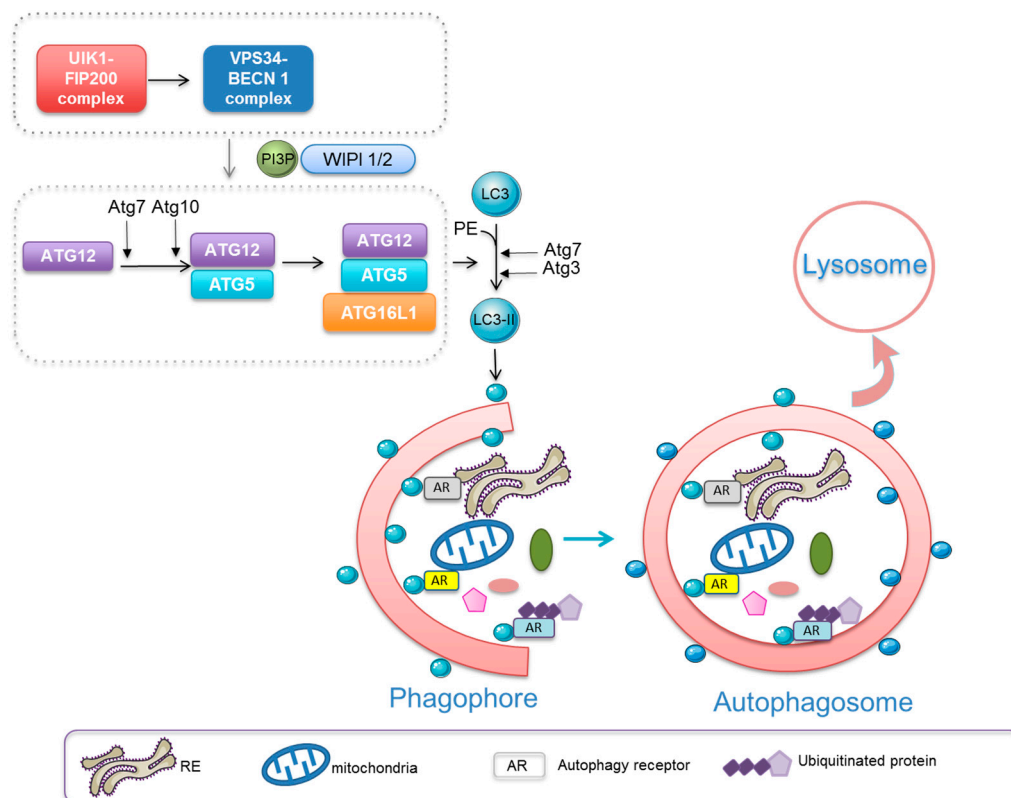 UIK1-
FIP200
complex
VPS34-
BECN 1
complex
PI3P
WIPI 1/2
Atg7 Atg10
ATG12
ATG12
ATG5
ATG12
ATG5
ATG16L1
LC3
PE
Atg7
Atg3
LC3-II
Lysosome
AR
AR
AR
AR
AR
AR
Phagophore
Autophagosome
RE
mitochondria
AR
Autophagy receptor
Ubiquitinated protein